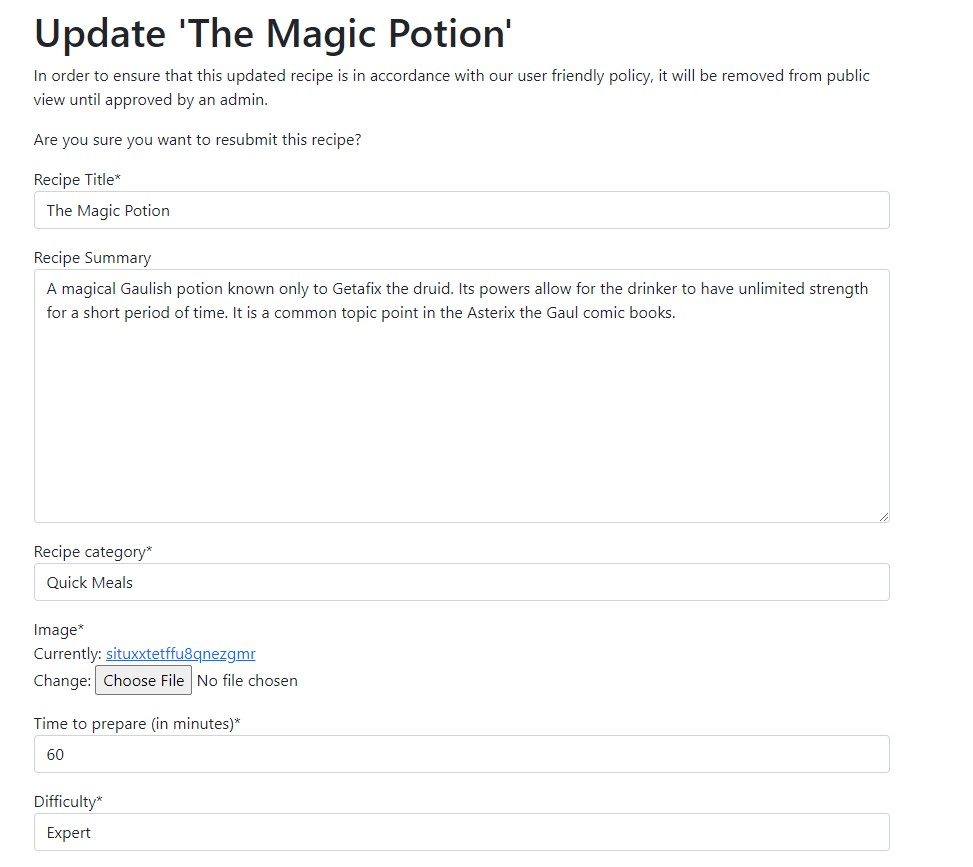 Update 'The Magic Potion'
In order to ensure that this updated recipe is in accordance with our user friendly policy, it will be removed from public
view until approved by an admin.
Are you sure you want to resubmit this recipe?
Recipe Title*
The Magic Potion
Recipe Summary
A magical Gaulish potion known only to Getafix the druid. Its powers allow for the drinker to have unlimited strength
for a short period of time. It is a common topic point in the Asterix the Gaul comic books.
Recipe category*
Quick Meals
Image*
Currently: situxxtetffu8qnezgmr
Change: Choose File No file chosen
Time to prepare (in minutes)*
60
Difficulty*
Expert